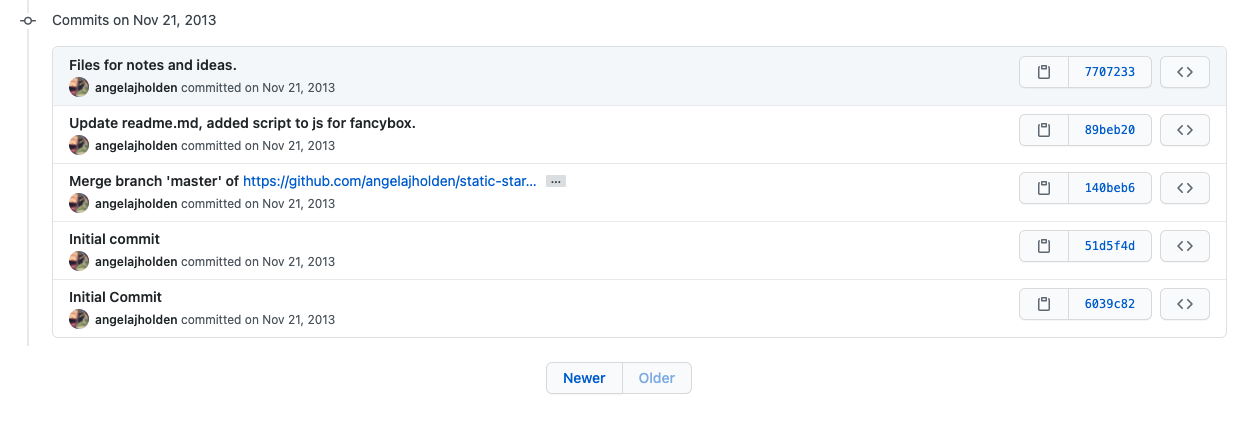 Commits on Nov 21, 2013
Files for notes and ideas.
angelajholden committed on Nov 21, 2013
7707233
Update readme.md, added script to js for fancybox.
angelajholden committed on Nov 21, 2013
89beb20
Merge branch 'master' of https://github.com/angelajholden/static-star... ...
angelajholden committed on Nov 21, 2013
140beb6
Initial commit
angelajholden committed on Nov 21, 2013
51d5f4d
Initial Commit
angelajholden committed on Nov 21, 2013
6039c82
Newer Older